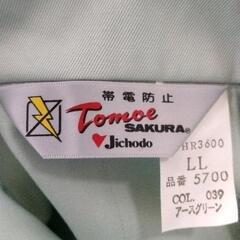 帯電防止
Tomoe
SAKURA®
Jichodo
HR3600
LL
品番 5700
COL. 039
アースグリーン